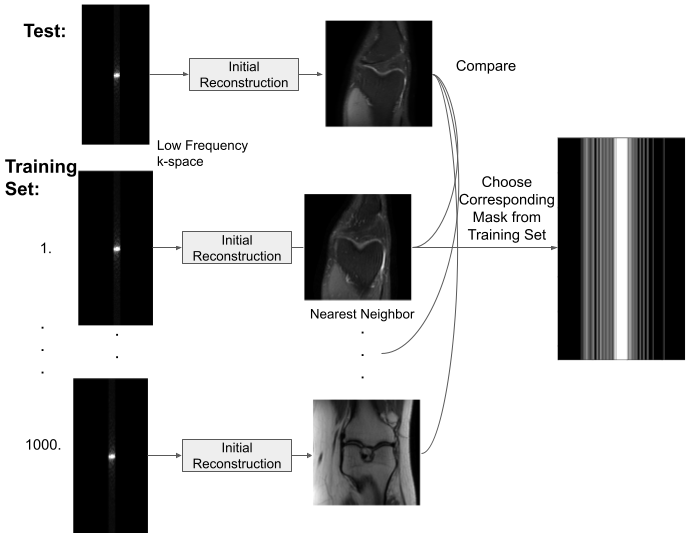 Test:
Initial
Reconstruction
Compare
Low Frequency
k-space
Training
Set:
1.
Initial
Reconstruction
Choose
Corresponding
Mask from
Training Set
Nearest Neighbor
1000.
Initial
Reconstruction